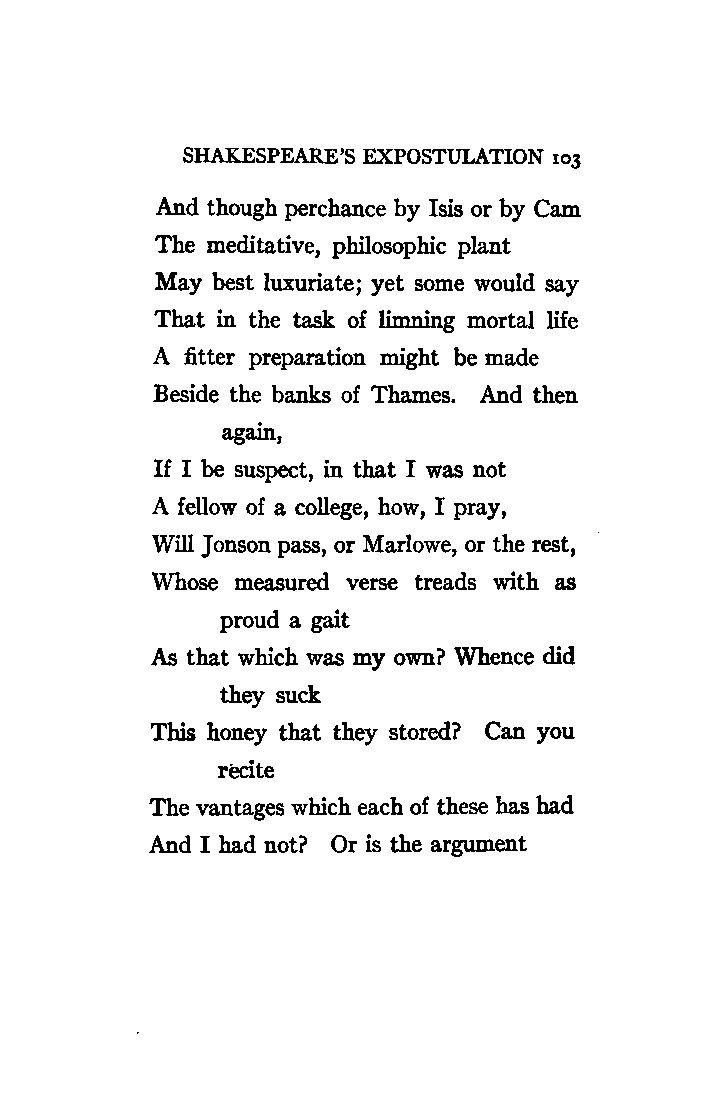 SHAKESPEARE'S EXPOSTULATION 103
And though perchance by Isis or by Cam
The meditative, philosophic plant
May best luxuriate; yet some would say
That in the task of limning mortal life
A fitter preparation might be made
Beside the banks of Thames. And then
again,
If I be suspect, in that I was not
A fellow of a college, how, I pray,
Will Jonson pass, or Marlowe, or the rest,
Whose measured verse treads with as
proud a gait
As that which was my own? Whence did
they suck
This honey that they stored? Can you
recite
The vantages which each of these has had
And I had not? Or is the argument